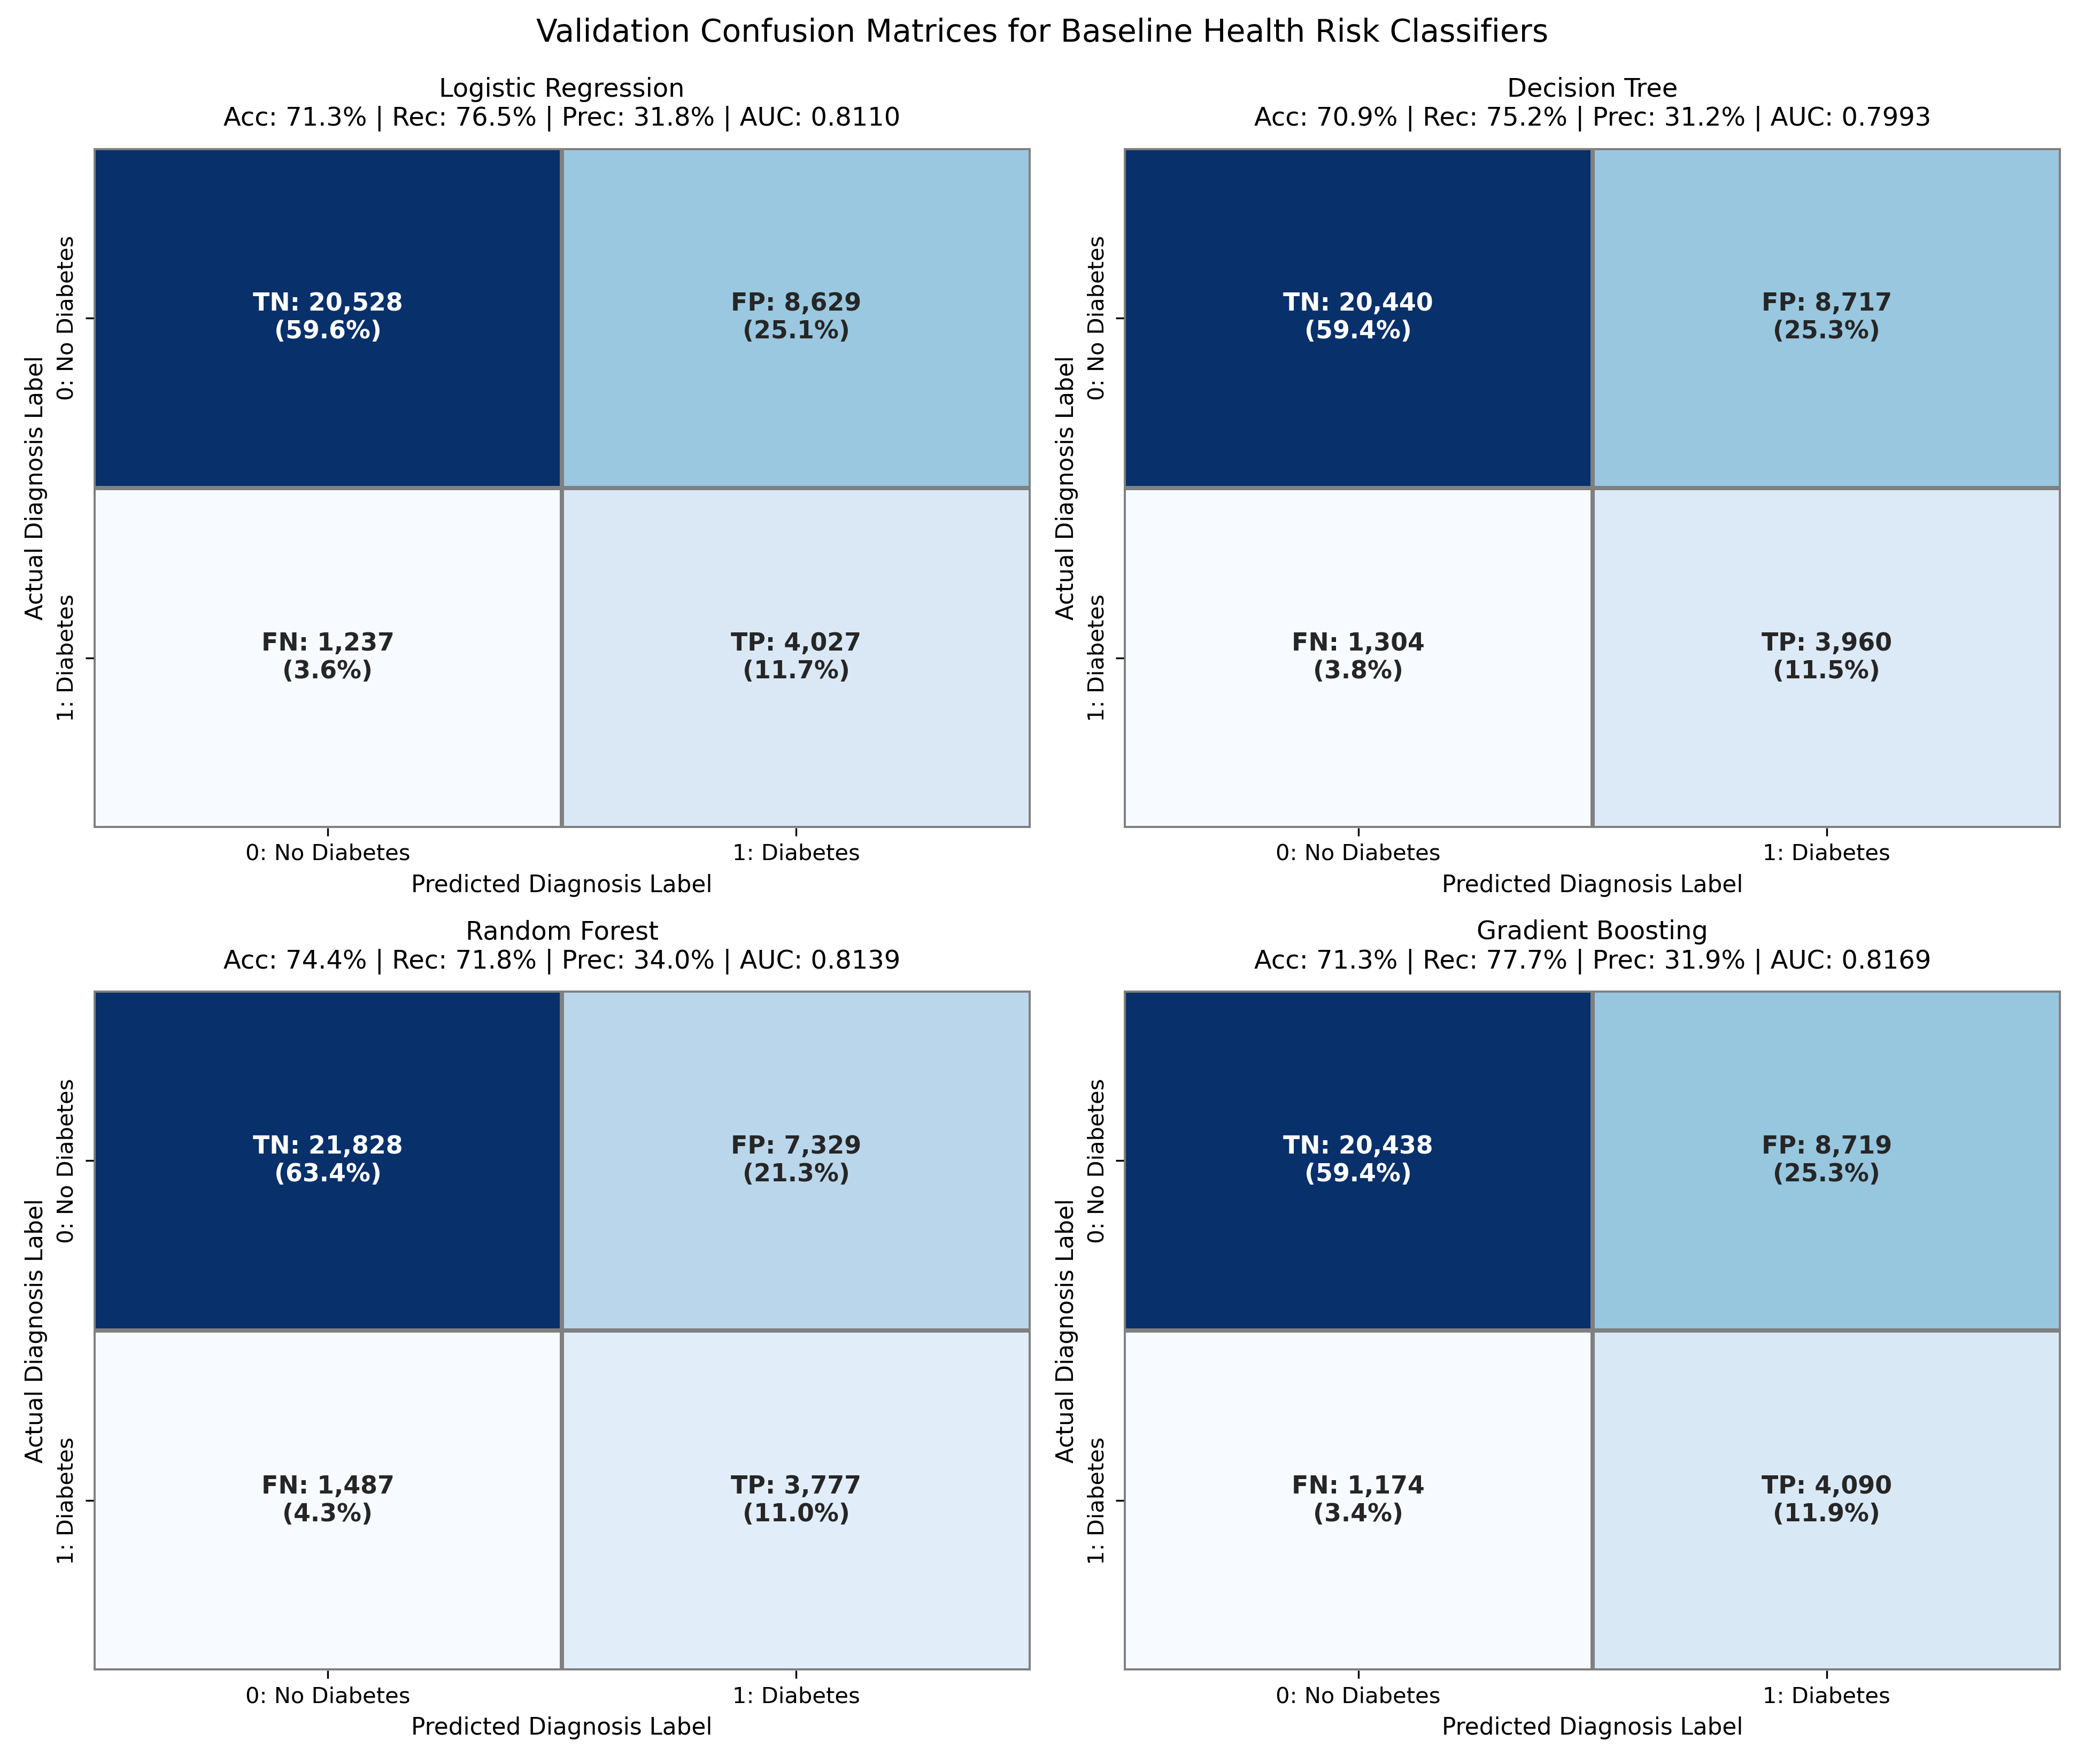 Validation Confusion Matrices for Baseline Health Risk Classifiers
Logistic Regression
Acc: 71.3% | Rec: 76.5% | Prec: 31.8% | AUC: 0.8110
Actual Diagnosis Label
0: No Diabetes
1: Diabetes
TN: 20,528
(59.6%)
FP: 8,629
(25.1%)
FN: 1,237
(3.6%)
TP: 4,027
(11.7%)
0: No Diabetes
1: Diabetes
Predicted Diagnosis Label
Decision Tree
Acc: 70.9% | Rec: 75.2% | Prec: 31.2% | AUC: 0.7993
Actual Diagnosis Label
0: No Diabetes
1: Diabetes
TN: 20,440
(59.4%)
FP: 8,717
(25.3%)
FN: 1,304
(3.8%)
TP: 3,960
(11.5%)
0: No Diabetes
1: Diabetes
Predicted Diagnosis Label
Random Forest
Acc: 74.4% | Rec: 71.8% | Prec: 34.0% | AUC: 0.8139
Actual Diagnosis Label
0: No Diabetes
1: Diabetes
TN: 21,828
(63.4%)
FP: 7,329
(21.3%)
FN: 1,487
(4.3%)
TP: 3,777
(11.0%)
0: No Diabetes
1: Diabetes
Predicted Diagnosis Label
Gradient Boosting
Acc: 71.3% | Rec: 77.7% | Prec: 31.9% | AUC: 0.8169
Actual Diagnosis Label
0: No Diabetes
1: Diabetes
TN: 20,438
(59.4%)
FP: 8,719
(25.3%)
FN: 1,174
(3.4%)
TP: 4,090
(11.9%)
0: No Diabetes
1: Diabetes
Predicted Diagnosis Label